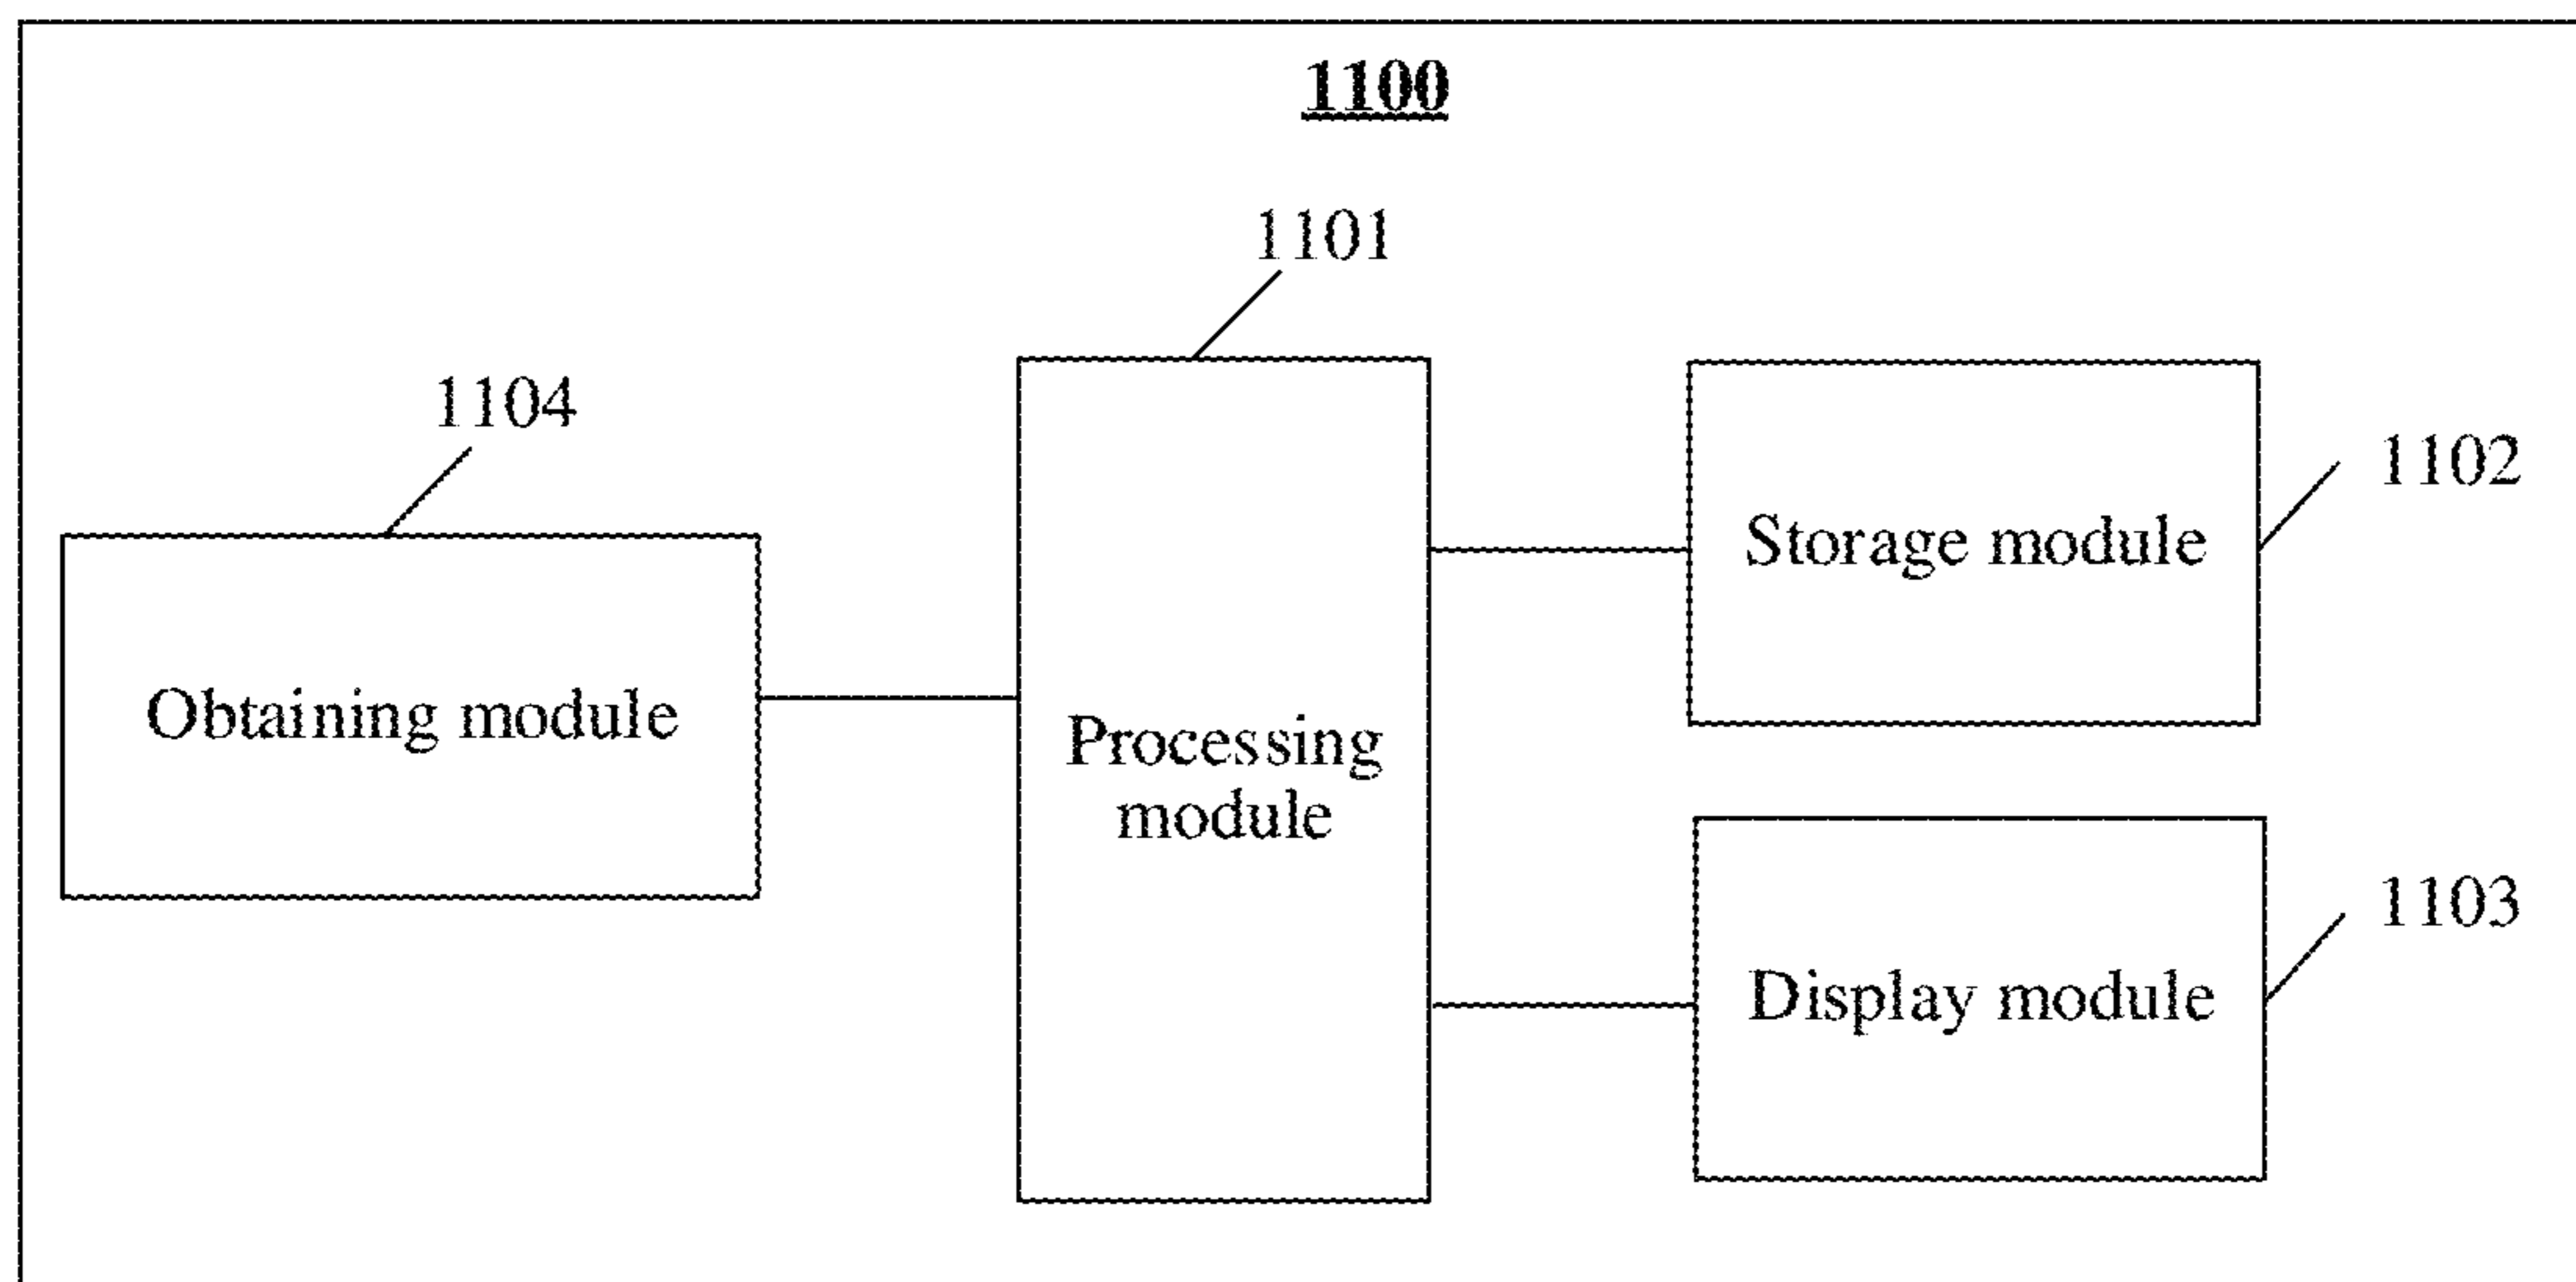 1100
1101
1104
1102
Storage module
Obtaining module
Processing
module
1103
Display module